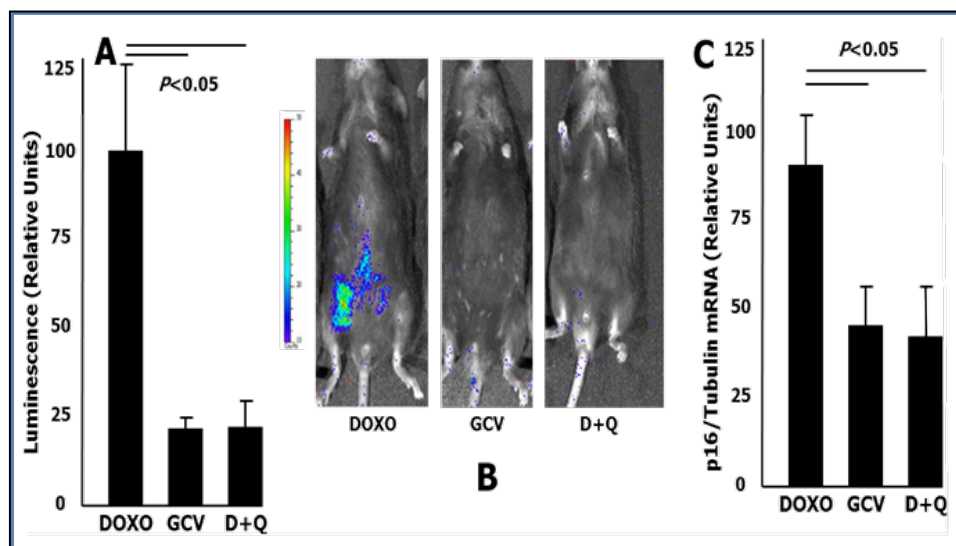 A
P<0.05
Luminescence (Relative Units)
125
100
75
50
25
0
DOXO
GCV
D+Q
DOXO
GCV
D+Q
B
C
P<0.05
p16/Tubulin mRNA (Relative Units)
125
100
75
50
25
0
DOXO
GCV
D+Q